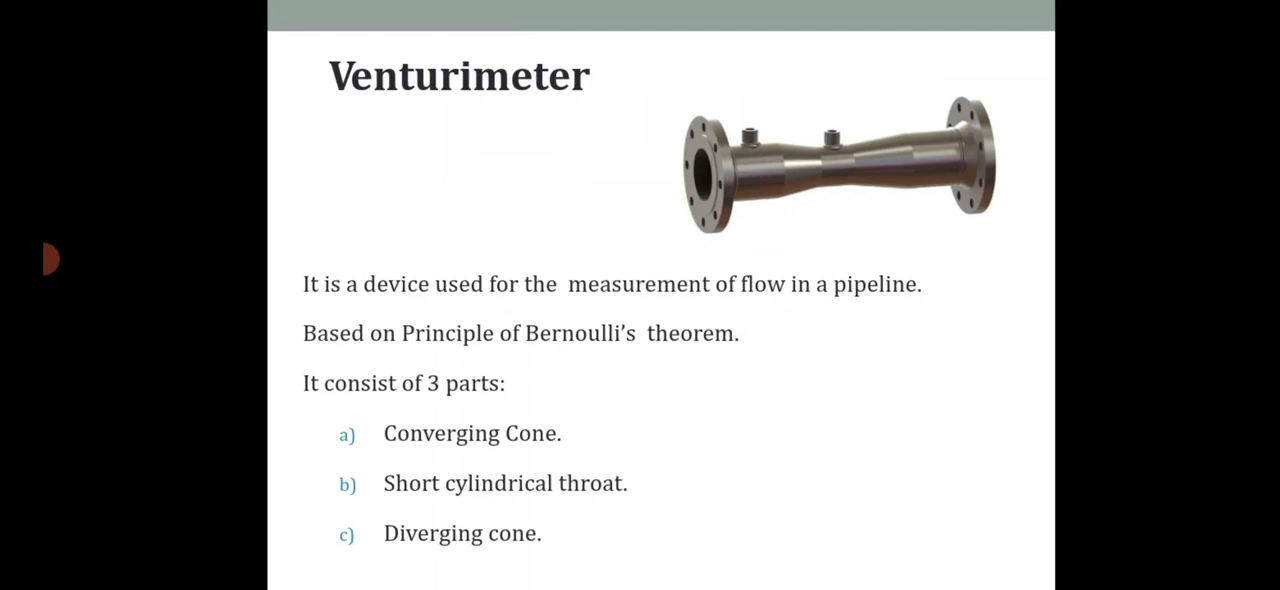 Venturimeter
It is a device used for the measurement of flow in a pipeline.
Based on Principle of Bernoulli’s theorem.
It consist of 3 parts:
a) Converging Cone.
b) Short cylindrical throat.
c) Diverging cone.